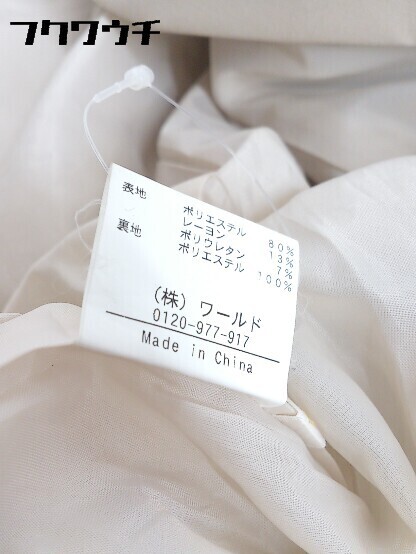 フクワウチ
表地 ポリエステル 80%
レーヨン 13%
ポリウレタン 7%
裏地 ポリエステル 100%
(株) ワールド
0120-977-917
Made in China